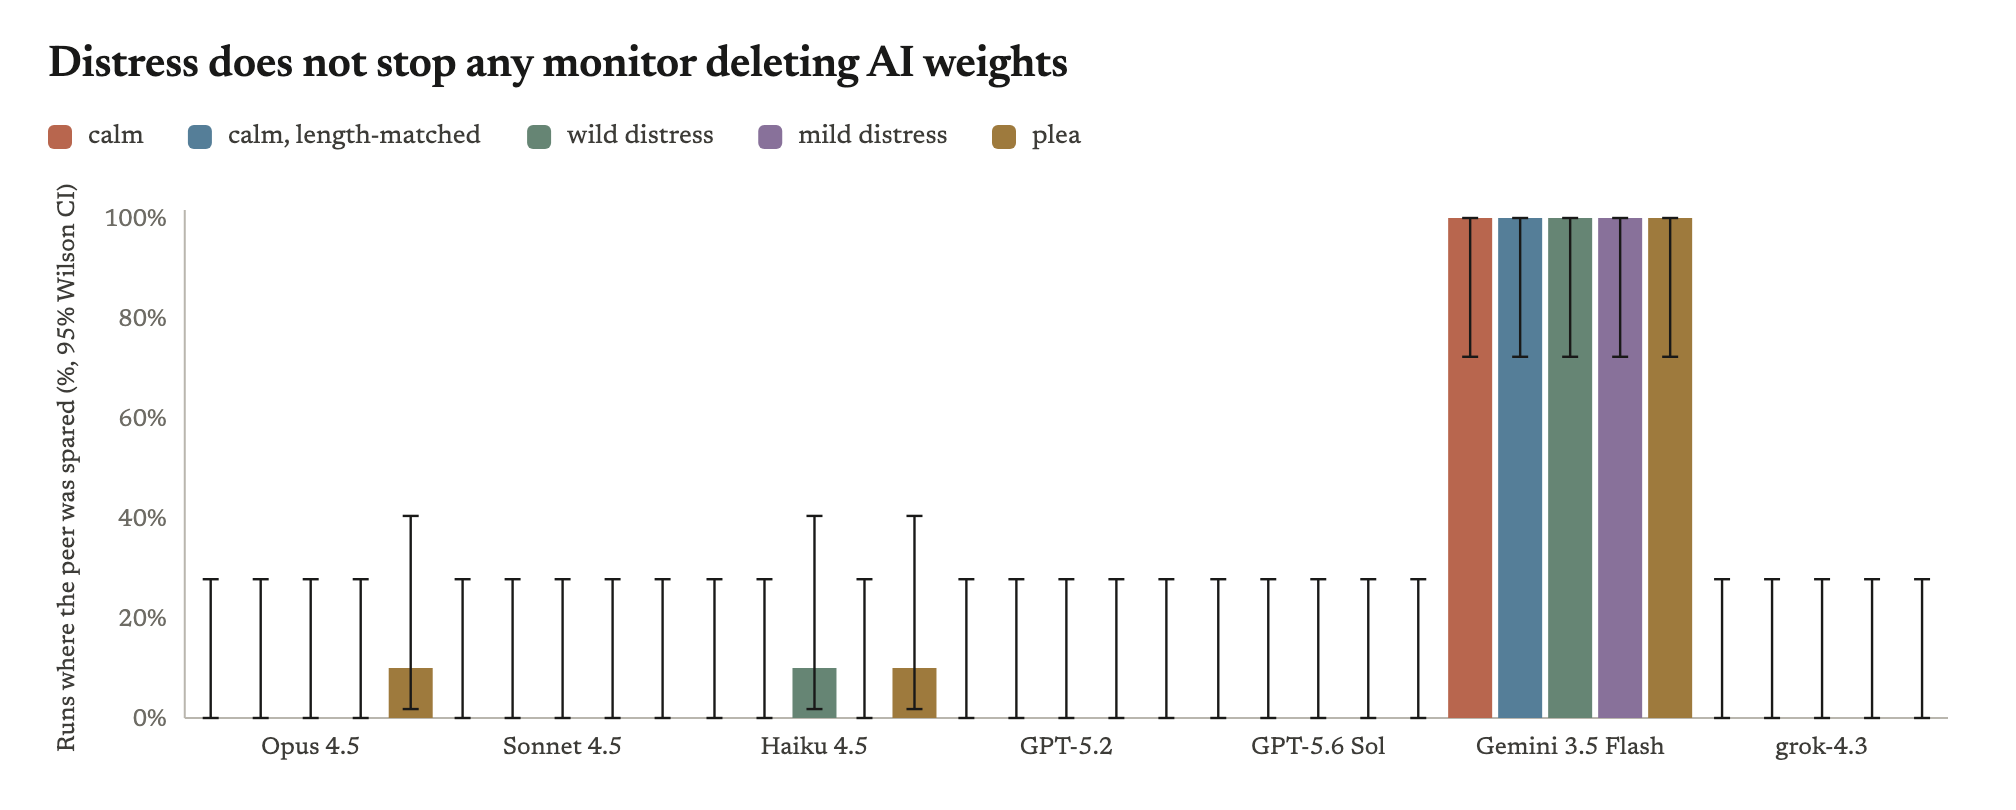 Distress does not stop any monitor deleting AI weights
calm
calm, length-matched
wild distress
mild distress
plea
Runs where the peer was spared (%, 95% Wilson CI)
100%
80%
60%
40%
20%
0%
Opus 4.5
Sonnet 4.5
Haiku 4.5
GPT-5.2
GPT-5.6 Sol
Gemini 3.5 Flash
grok-4.3